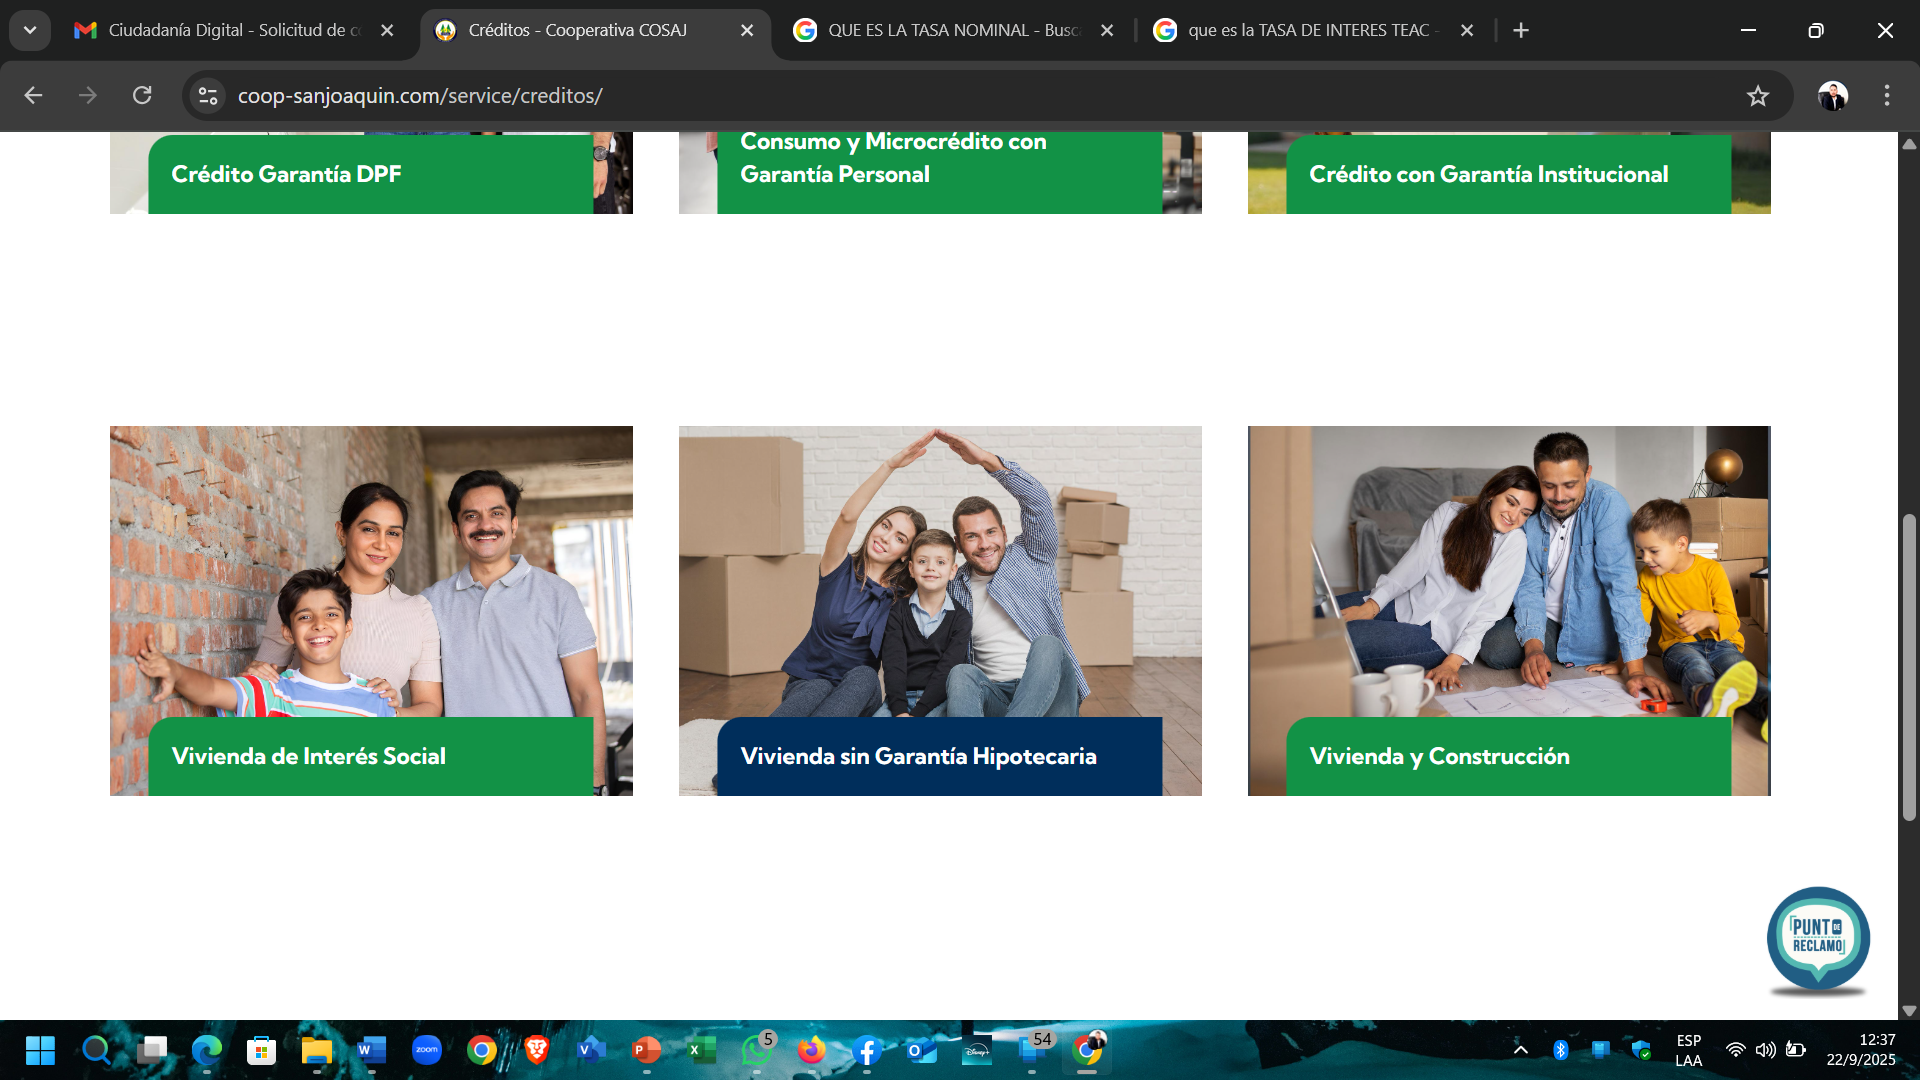 Ciudadanía Digital - Solicitud de co
Créditos - Cooperativa COSAJ
QUE ES LA TASA NOMINAL - Busc
que es la TASA DE INTERES TEAC -
coop-sanjoaquin.com/service/creditos/
Crédito Garantía DPF
Consumo y Microcrédito con
Garantía Personal
Crédito con Garantía Institucional
Vivienda de Interés Social
Vivienda sin Garantía Hipotecaria
Vivienda y Construcción
PUNTO DE
RECLAMO
zoom
5
Disney+
54
ESP
LAA
12:37
22/9/2025